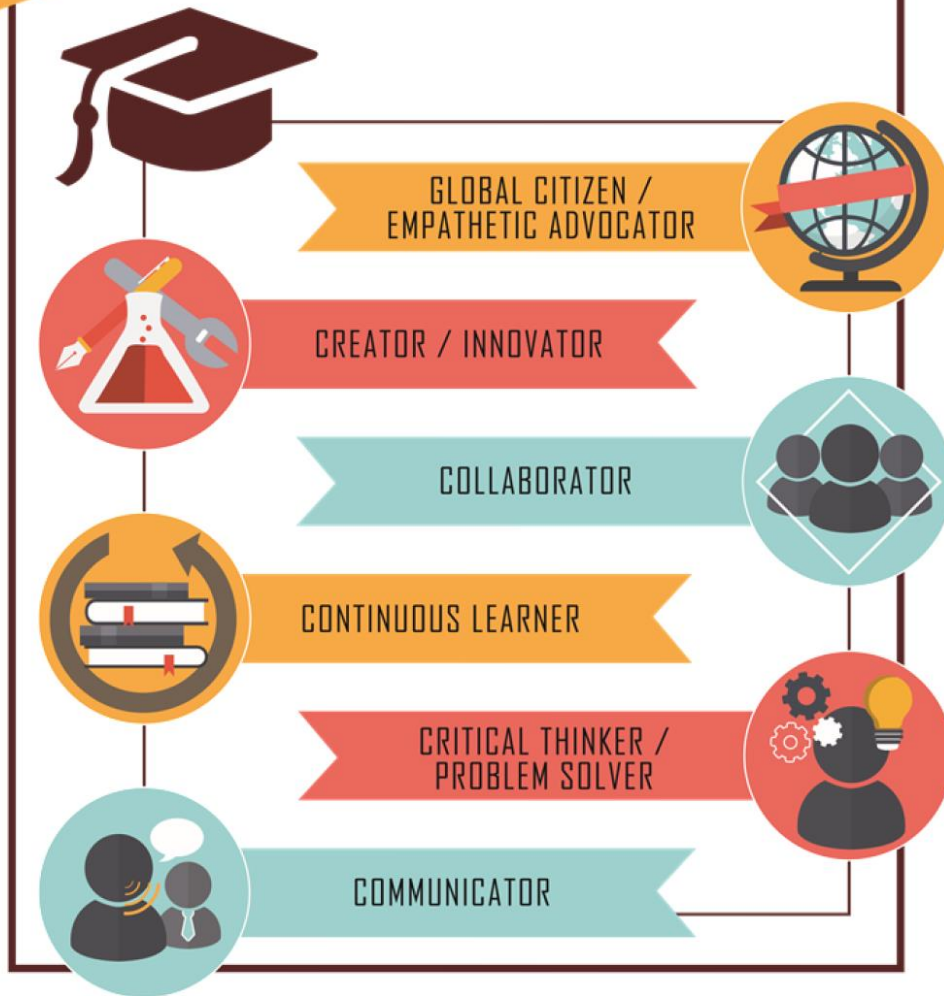 GLOBAL CITIZEN /
EMPATHETIC ADVOCATOR
CREATOR / INNOVATOR
COLLABORATOR
CONTINUOUS LEARNER
CRITICAL THINKER /
PROBLEM SOLVER
COMMUNICATOR